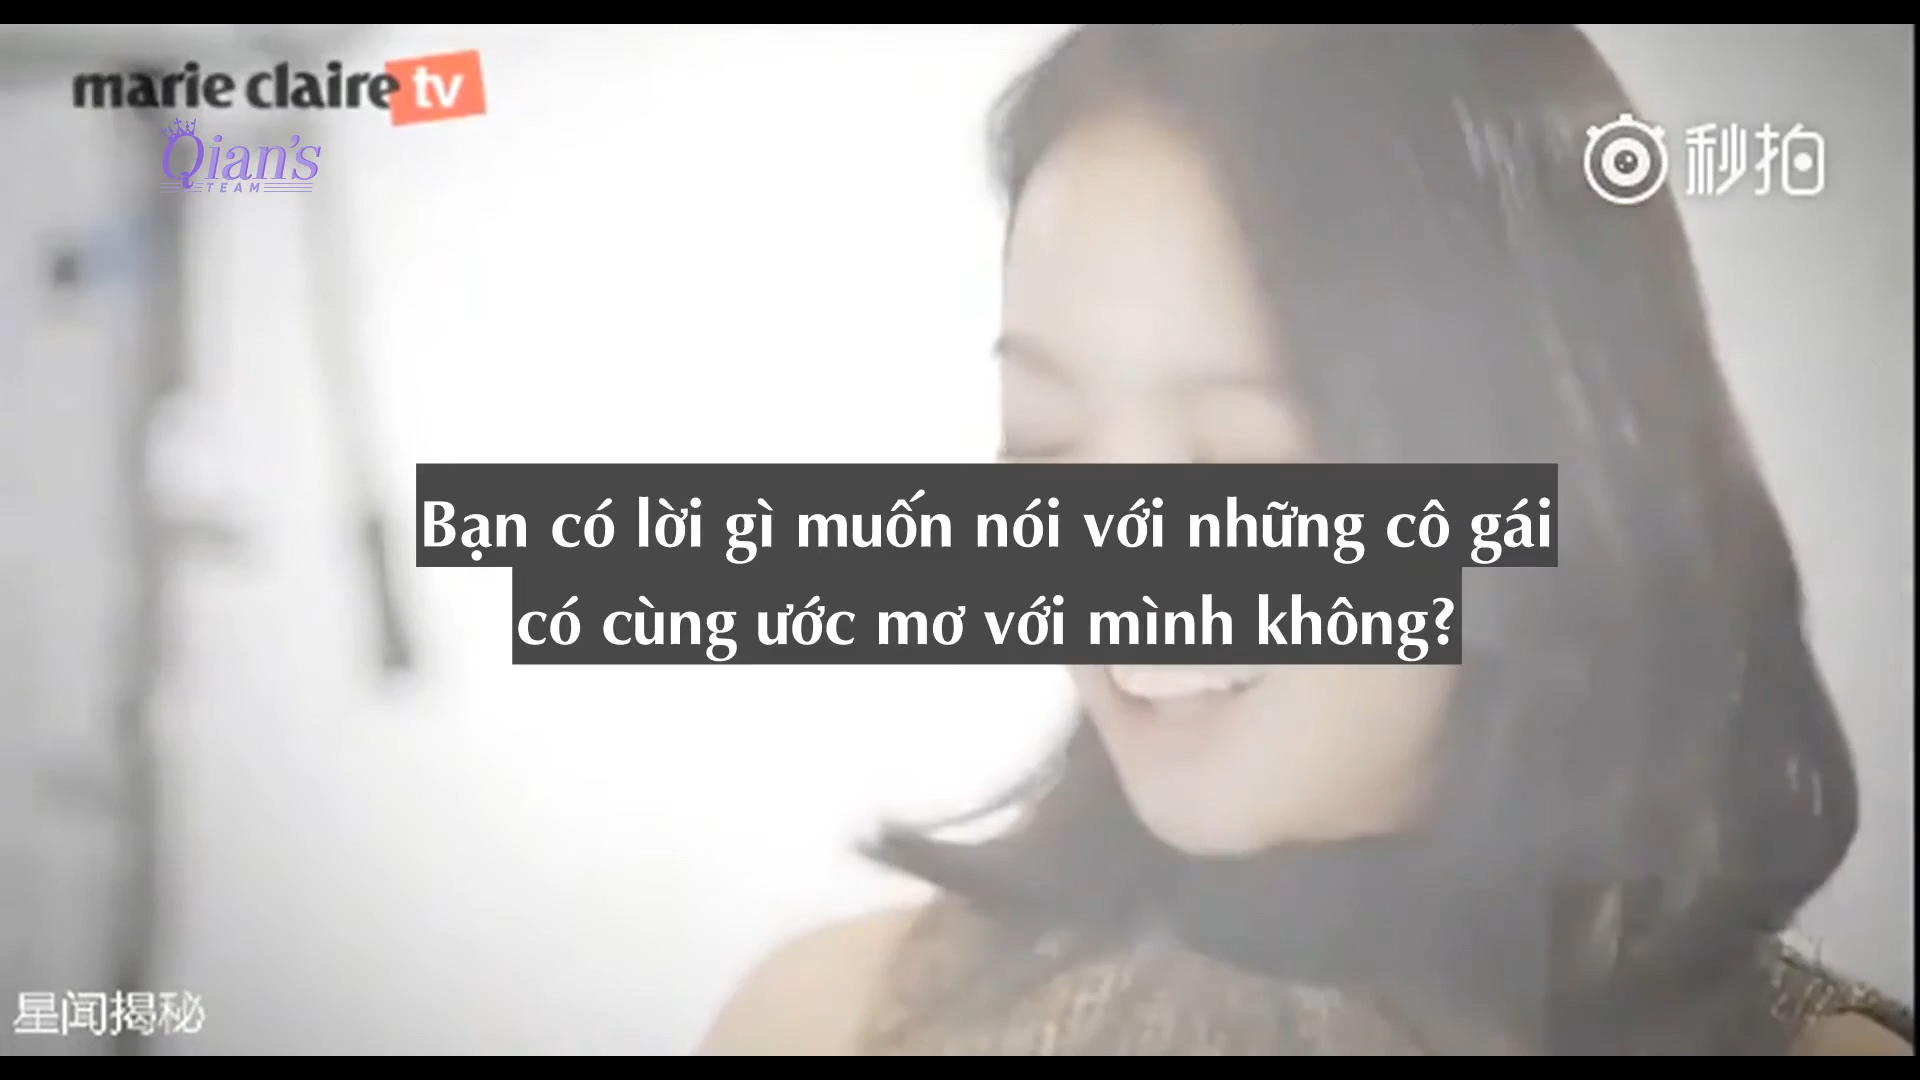 marie claire tv
Qian's
TEAM
秒拍
Bạn có lời gì muốn nói với những cô gái
có cùng ước mơ với mình không?
星闻揭秘